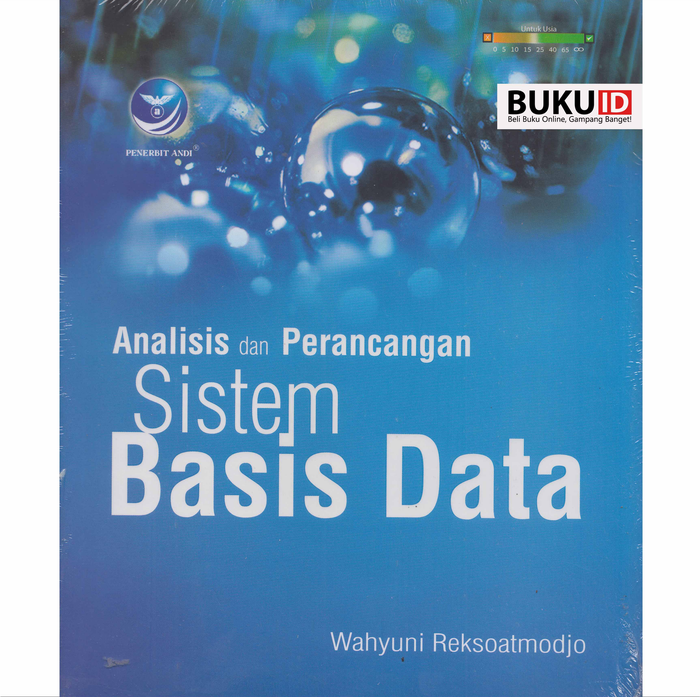 Untuk Usia
0 5 10 15 25 40 65 ∞
BUKUID
Beli Buku Online, Gampang Banget!
a
PENERBIT ANDI®
Analisis dan Perancangan
Sistem
Basis Data
Wahyuni Reksoatmodjo